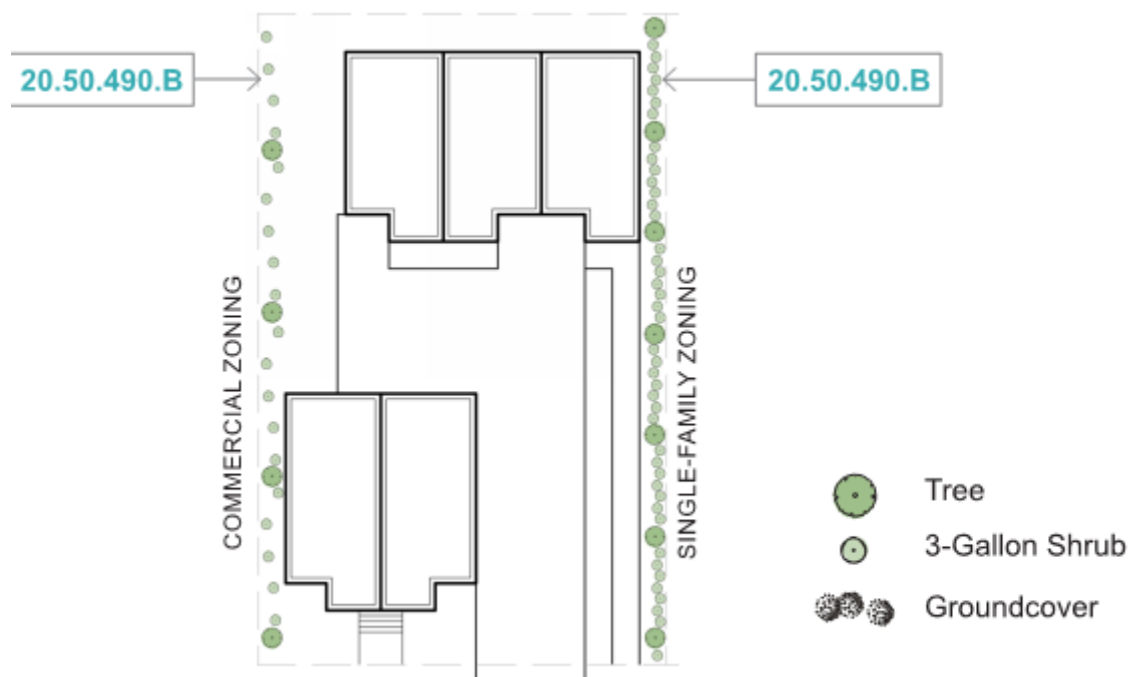 20.50.490.B
20.50.490.B
COMMERCIAL ZONING
SINGLE-FAMILY ZONING
Tree
3-Gallon Shrub
Groundcover